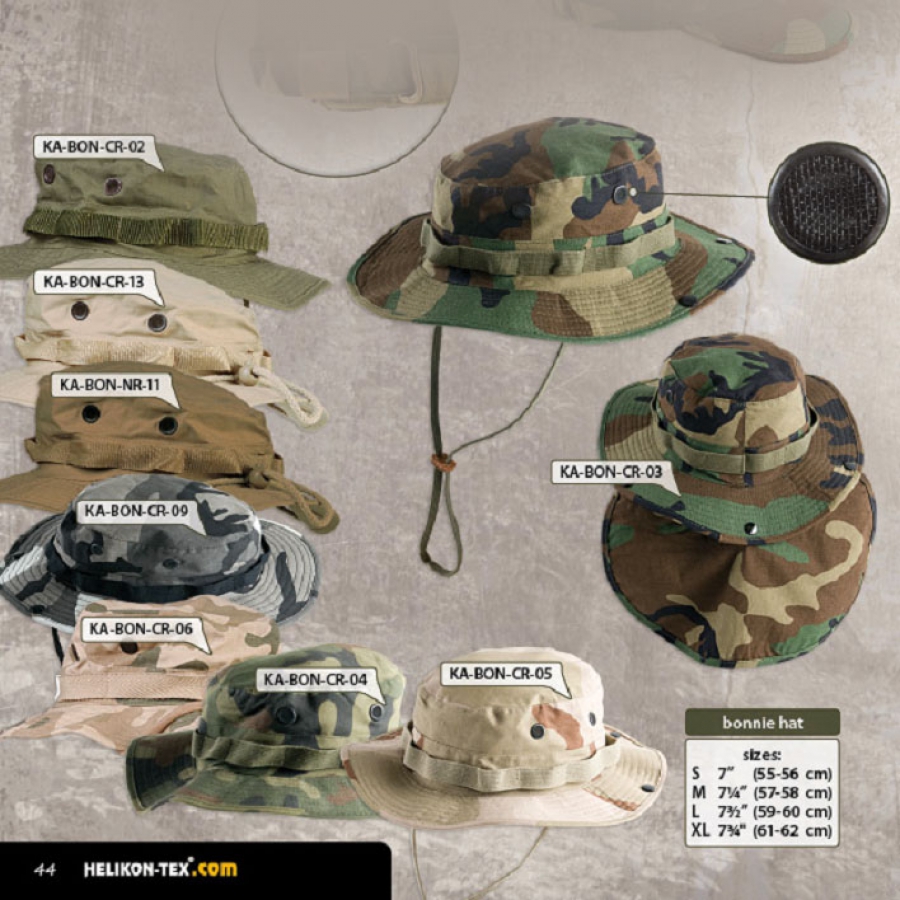 KA-BON-CR-02
KA-BON-CR-13
KA-BON-NR-11
KA-BON-CR-09
KA-BON-CR-03
KA-BON-CR-06
KA-BON-CR-04
KA-BON-CR-05
bonnie hat
sizes:
S 7" (55-56 cm)
M 7¼" (57-58 cm)
L 7½" (59-60 cm)
XL 7¾" (61-62 cm)
44 HELIKON-TEX®.com